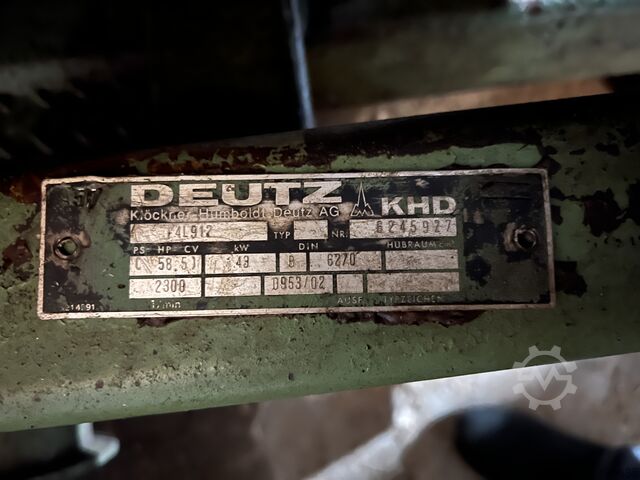 DEUTZ KHD
Klöckner-Humboldt-Deutz AG
F4L912 TYP NR. 8245927
PS HP CV kW DIN HUBRAUM
( 58.5) 43 B 6270
2300 D953/02
1/min AUSF.